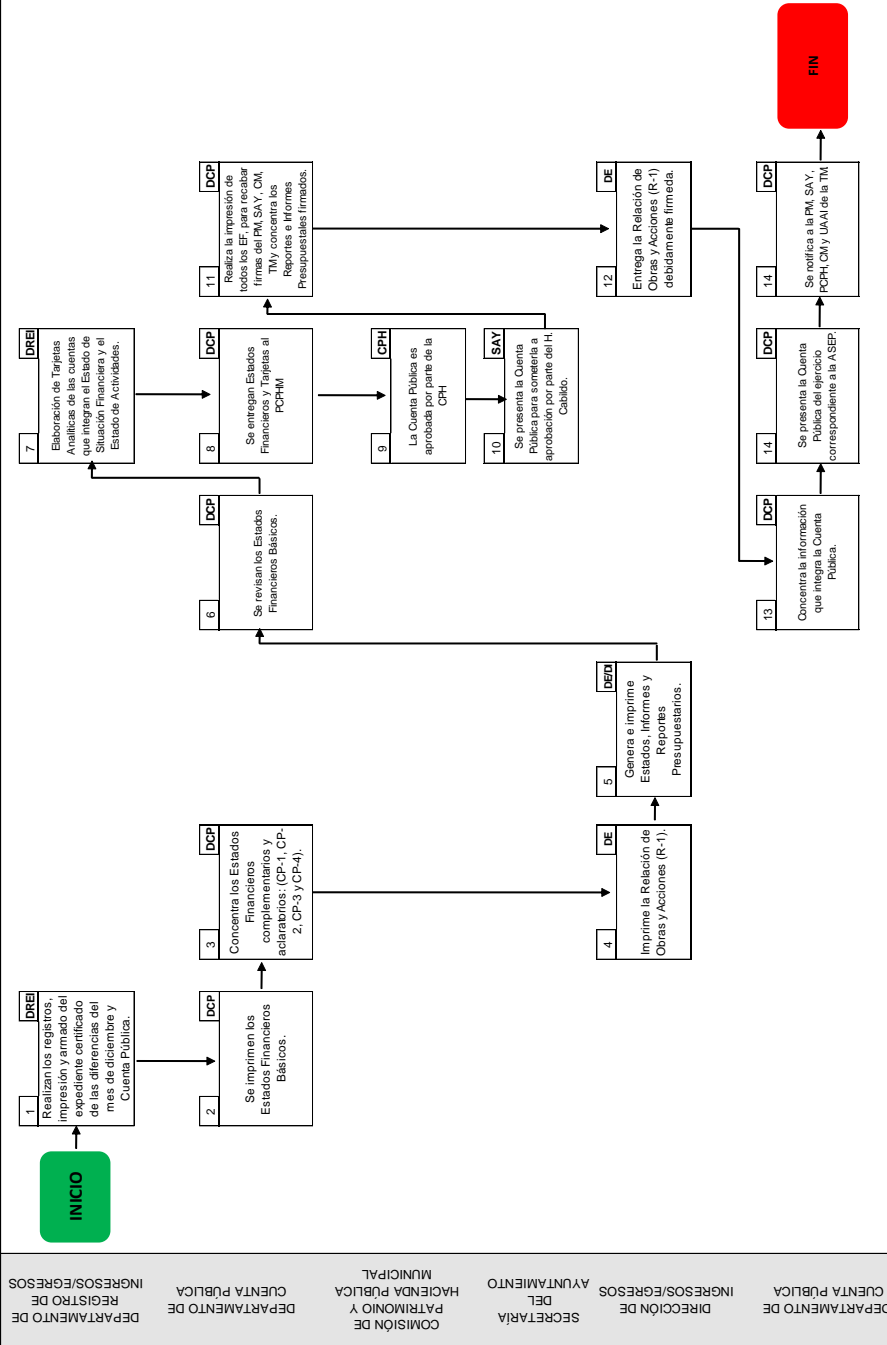 DEPARTAMENTO DE
REGISTRO DE
INGRESOS/EGRESOS
DEPARTAMENTO DE
CUENTA PÚBLICA
COMISIÓN DE
PATRIMONIO Y
HACIENDA PÚBLICA
MUNICIPAL
SECRETARÍA
DEL
AYUNTAMIENTO
DIRECCIÓN DE
INGRESOS/EGRESOS
DEPARTAMENTO DE
CUENTA PÚBLICA
INICIO
1
DREI
Realizan los registros,
impresión y armado del
expediente certificado
de las diferencias del
mes de diciembre y
Cuenta Pública.
2
DCP
Se imprimen los
Estados Financieros
Básicos.
3
DCP
Concentra los Estados
Financieros
complementarios y
aclaratorios: (CP-1, CP-
2, CP-3 y CP-4).
4
DE
Imprime la Relación de
Obras y Acciones (R-1).
5
DE/DI
Genera e imprime
Estados, Informes y
Reportes
Presupuestarios.
6
DCP
Se revisan los Estados
Financieros Básicos.
7
DREI
Elaboración de Tarjetas
Analíticas de las cuentas
que integran el Estado de
Situación Financiera y el
Estado de Actividades.
8
DCP
Se entregan Estados
Financieros y Tarjetas al
PCPHM
9
CPH
La Cuenta Pública es
aprobada por parte de la
CPH
10
SAY
Se presenta la Cuenta
Pública para someterla a
aprobación por parte del H.
Cabildo.
11
DCP
Realiza la impresión de
todos los EF, para recabar
firmas del PM, SAY, CM,
TM y concentra los
Reportes e Informes
Presupuestales firmados.
12
DE
Entrega la Relación de
Obras y Acciones (R-1)
debidamente firmeda.
13
DCP
Concentra la información
que integra la Cuenta
Pública.
14
DCP
Se presenta la Cuenta
Pública del ejercicio
correspondiente a la ASEP.
14
DCP
Se notifica a la PM, SAY,
PCPH, CM y UAAI de la TM
FIN